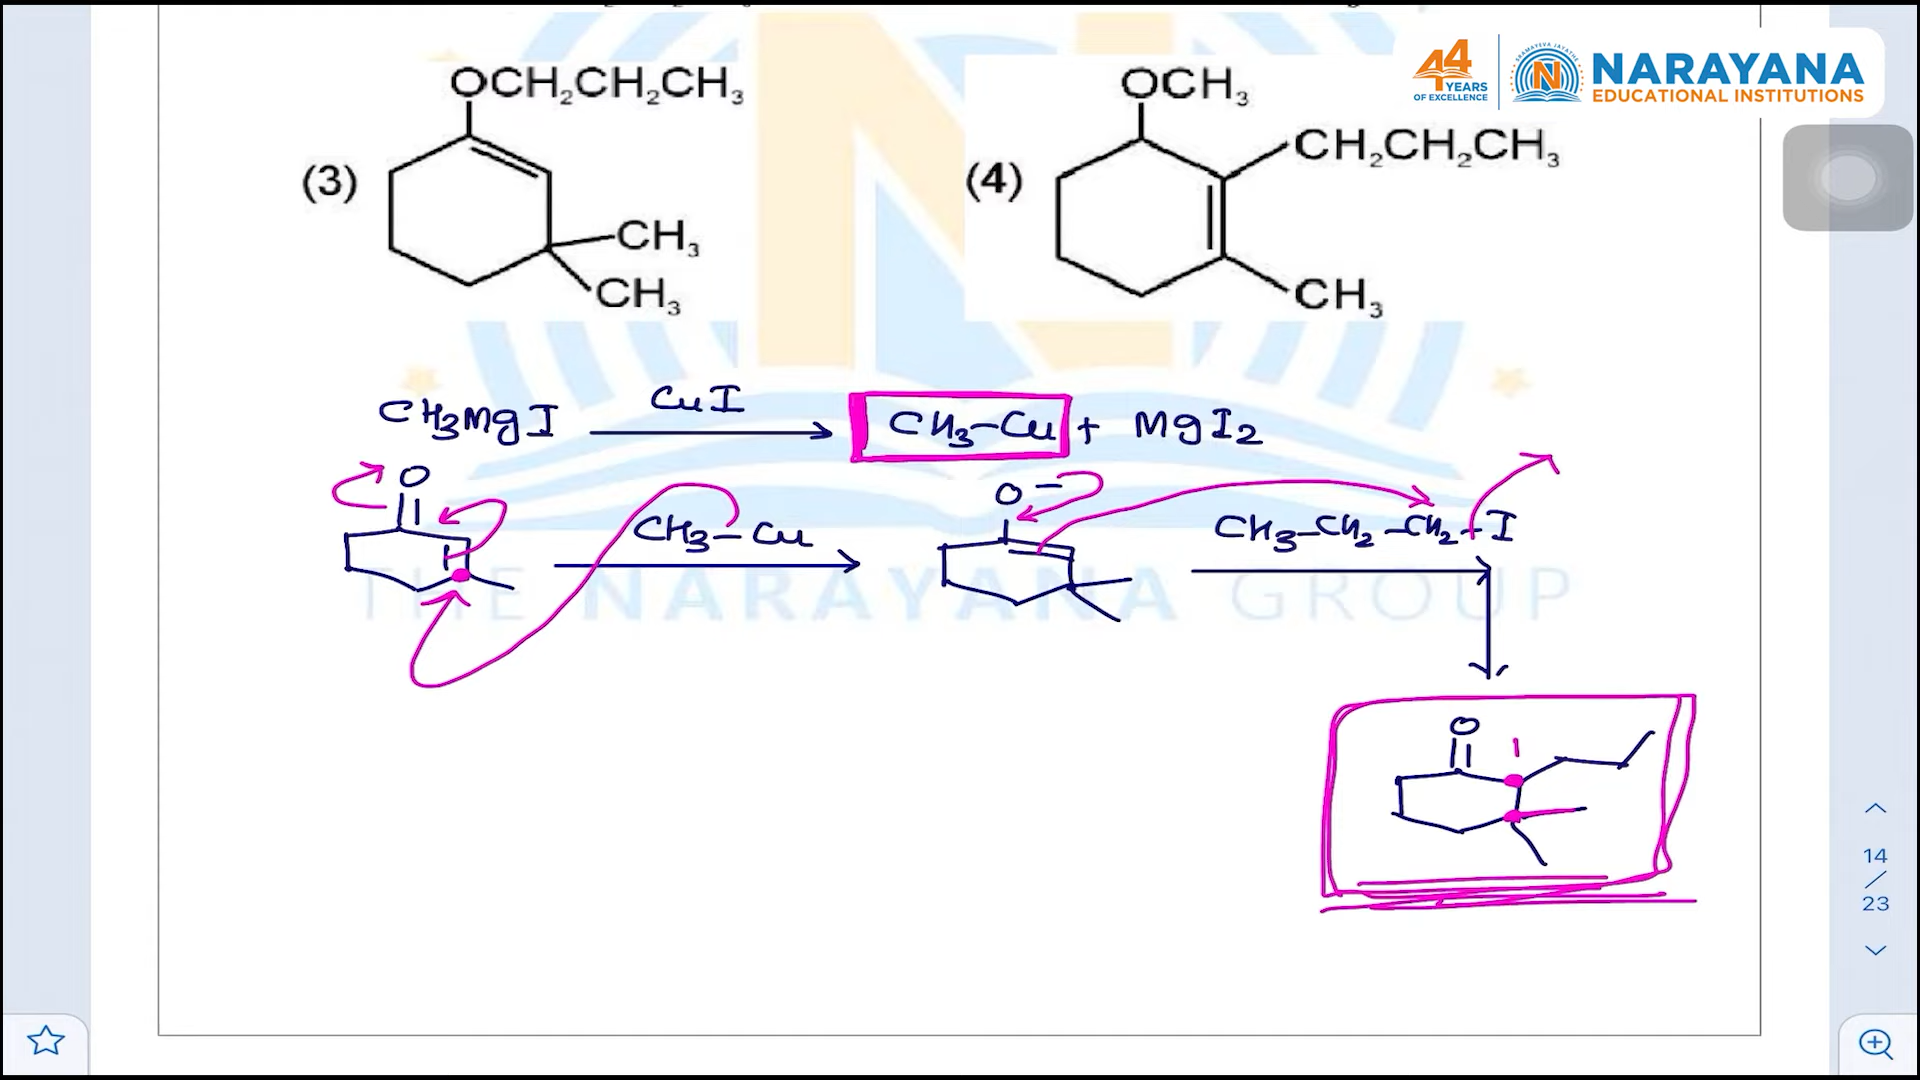 44
YEARS
OF EXCELLENCE
NARAYANA
EDUCATIONAL INSTITUTIONS
(3)
OCH₂CH₂CH₃
CH₃
CH₃
(4)
OCH₃
CH₂CH₂CH₃
CH₃
CH₃MgI CuI CH₃-Cu + MgI₂
O
CH₃-Cu
O-
CH₃-CH₂-CH₂-I
THE NARAYANA GROUP
O
14
/
23